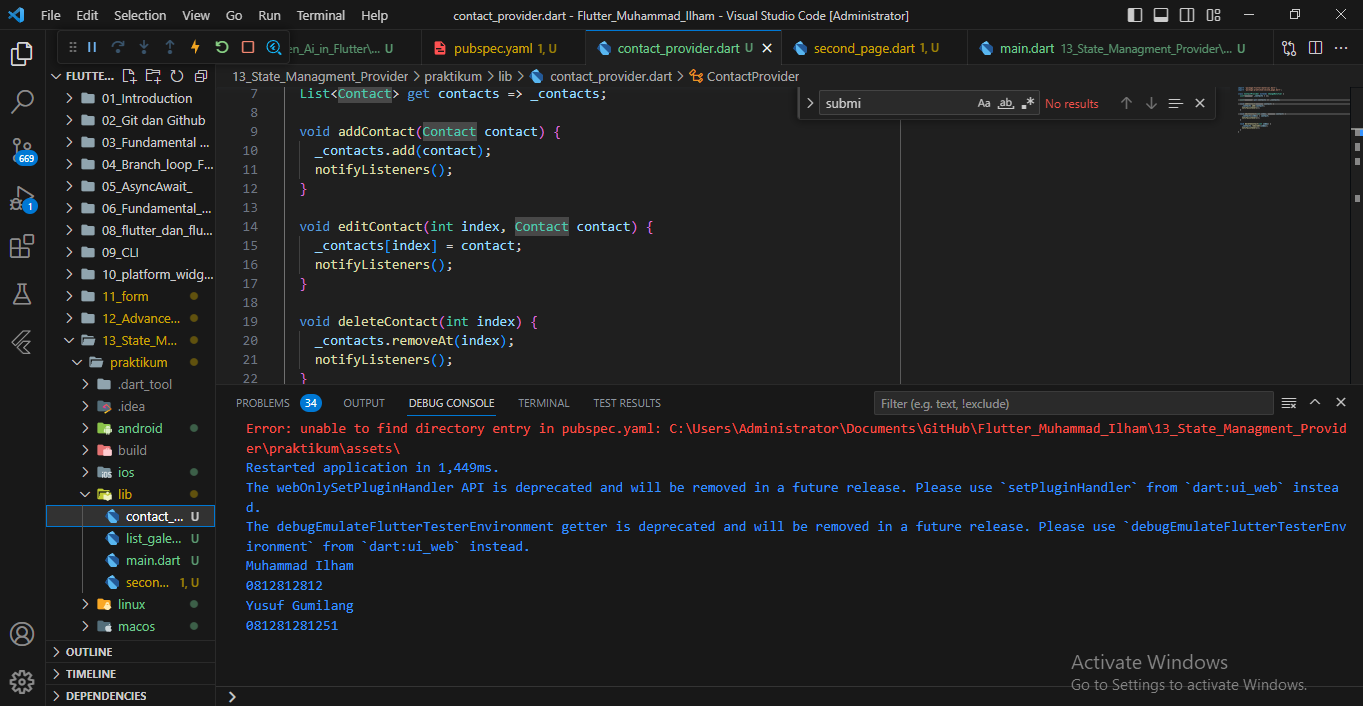 File Edit Selection View Go Run Terminal Help
contact_provider.dart - Flutter_Muhammad_Ilham - Visual Studio Code [Administrator]
en_Ai_in_Flutter\... U
pubspec.yaml 1, U
contact_provider.dart U
second_page.dart 1, U
main.dart 13_State_Managment_Provider\... U
FLUTTE...
13_State_Managment_Provider > praktikum > lib > contact_provider.dart > ContactProvider
01_Introduction
02_Git dan Github
03_Fundamental ...
04_Branch_loop_F...
05_AsyncAwait_
06_Fundamental_...
08_flutter_dan_flu...
09_CLI
10_platform_widg...
11_form
12_Advance...
13_State_M...
praktikum
.dart_tool
.idea
android
build
ios
lib
contact_... U
list_gale... U
main.dart U
secon... 1, U
linux
macos
OUTLINE
TIMELINE
DEPENDENCIES
669
1
submi
Aa ab .*
No results
7 List<Contact> get contacts => _contacts;
8
9 void addContact(Contact contact) {
10 _contacts.add(contact);
11 notifyListeners();
12 }
13
14 void editContact(int index, Contact contact) {
15 _contacts[index] = contact;
16 notifyListeners();
17 }
18
19 void deleteContact(int index) {
20 _contacts.removeAt(index);
21 notifyListeners();
22 }
PROBLEMS 34 OUTPUT DEBUG CONSOLE TERMINAL TEST RESULTS
Filter (e.g. text, !exclude)
Error: unable to find directory entry in pubspec.yaml: C:\Users\Administrator\Documents\GitHub\Flutter_Muhammad_Ilham\13_State_Managment_Provid
er\praktikum\assets\
Restarted application in 1,449ms.
The webOnlySetPluginHandler API is deprecated and will be removed in a future release. Please use `setPluginHandler` from `dart:ui_web` instea
d.
The debugEmulateFlutterTesterEnvironment getter is deprecated and will be removed in a future release. Please use `debugEmulateFlutterTesterEnv
ironment` from `dart:ui_web` instead.
Muhammad Ilham
0812812812
Yusuf Gumilang
081281281251
Activate Windows
Go to Settings to activate Windows.